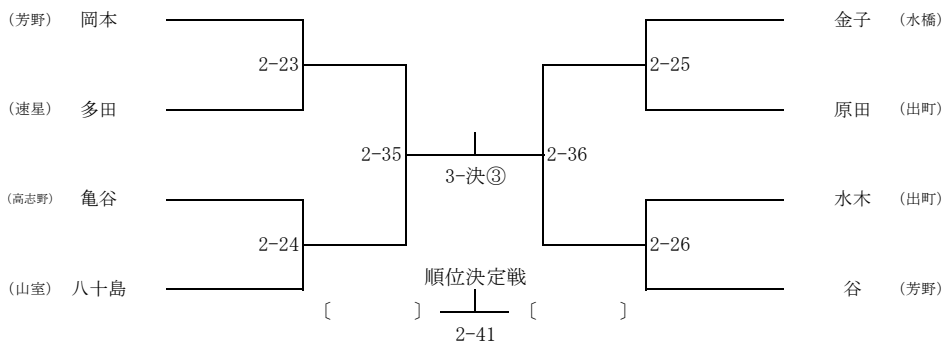 (芳野) 岡本 金子 (水橋)
2-23 2-25
(速星) 多田 原田 (出町)
2-35 2-36
3-決③
(高志野) 亀谷 水木 (出町)
2-24 2-26
順位決定戦
(山室) 八十島 谷 (芳野)
〔 〕 〔 〕
2-41